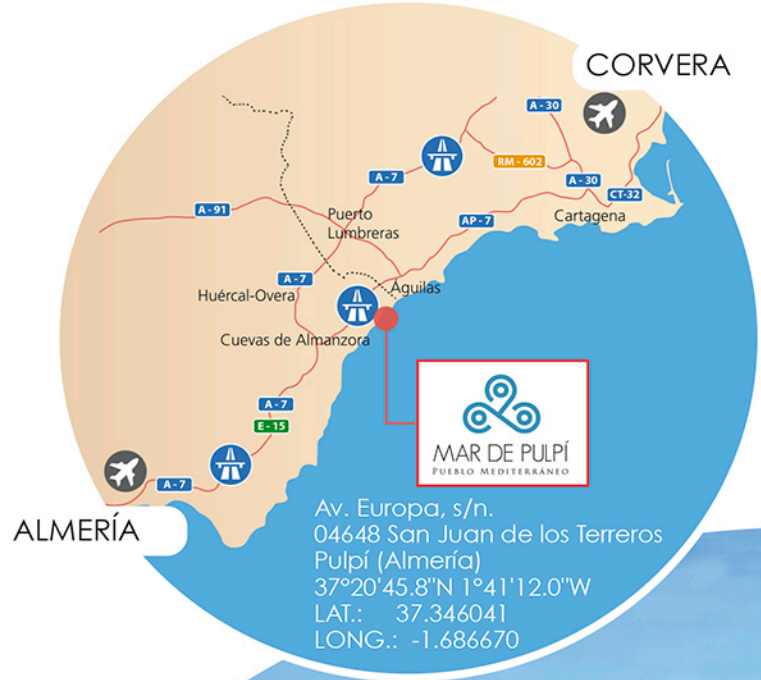 CORVERA
A-30
A-7
RM-602
A-30
CT-32
A-91
Puerto
Lumbreras
AP-7
Cartagena
A-7
Huércal-Overa
Águilas
Cuevas de Almanzora
A-7
E-15
A-7
ALMERÍA
MAR DE PULPÍ
PUEBLO MEDITERRÁNEO
Av. Europa, s/n.
04648 San Juan de los Terreros
Pulpí (Almería)
37°20'45.8"N 1°41'12.0"W
LAT.: 37.346041
LONG.: -1.686670